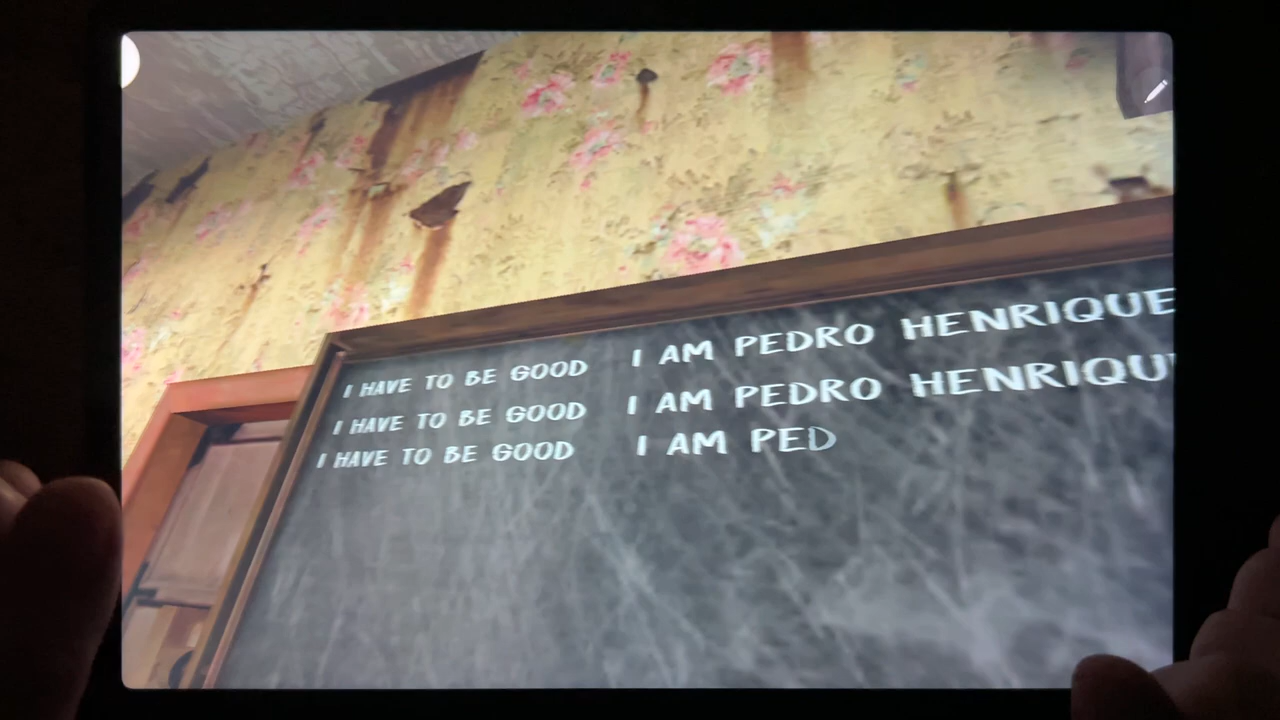 I HAVE TO BE GOOD
I HAVE TO BE GOOD
I HAVE TO BE GOOD
I AM PEDRO HENRIQUE
I AM PEDRO HENRIQU
I AM PED